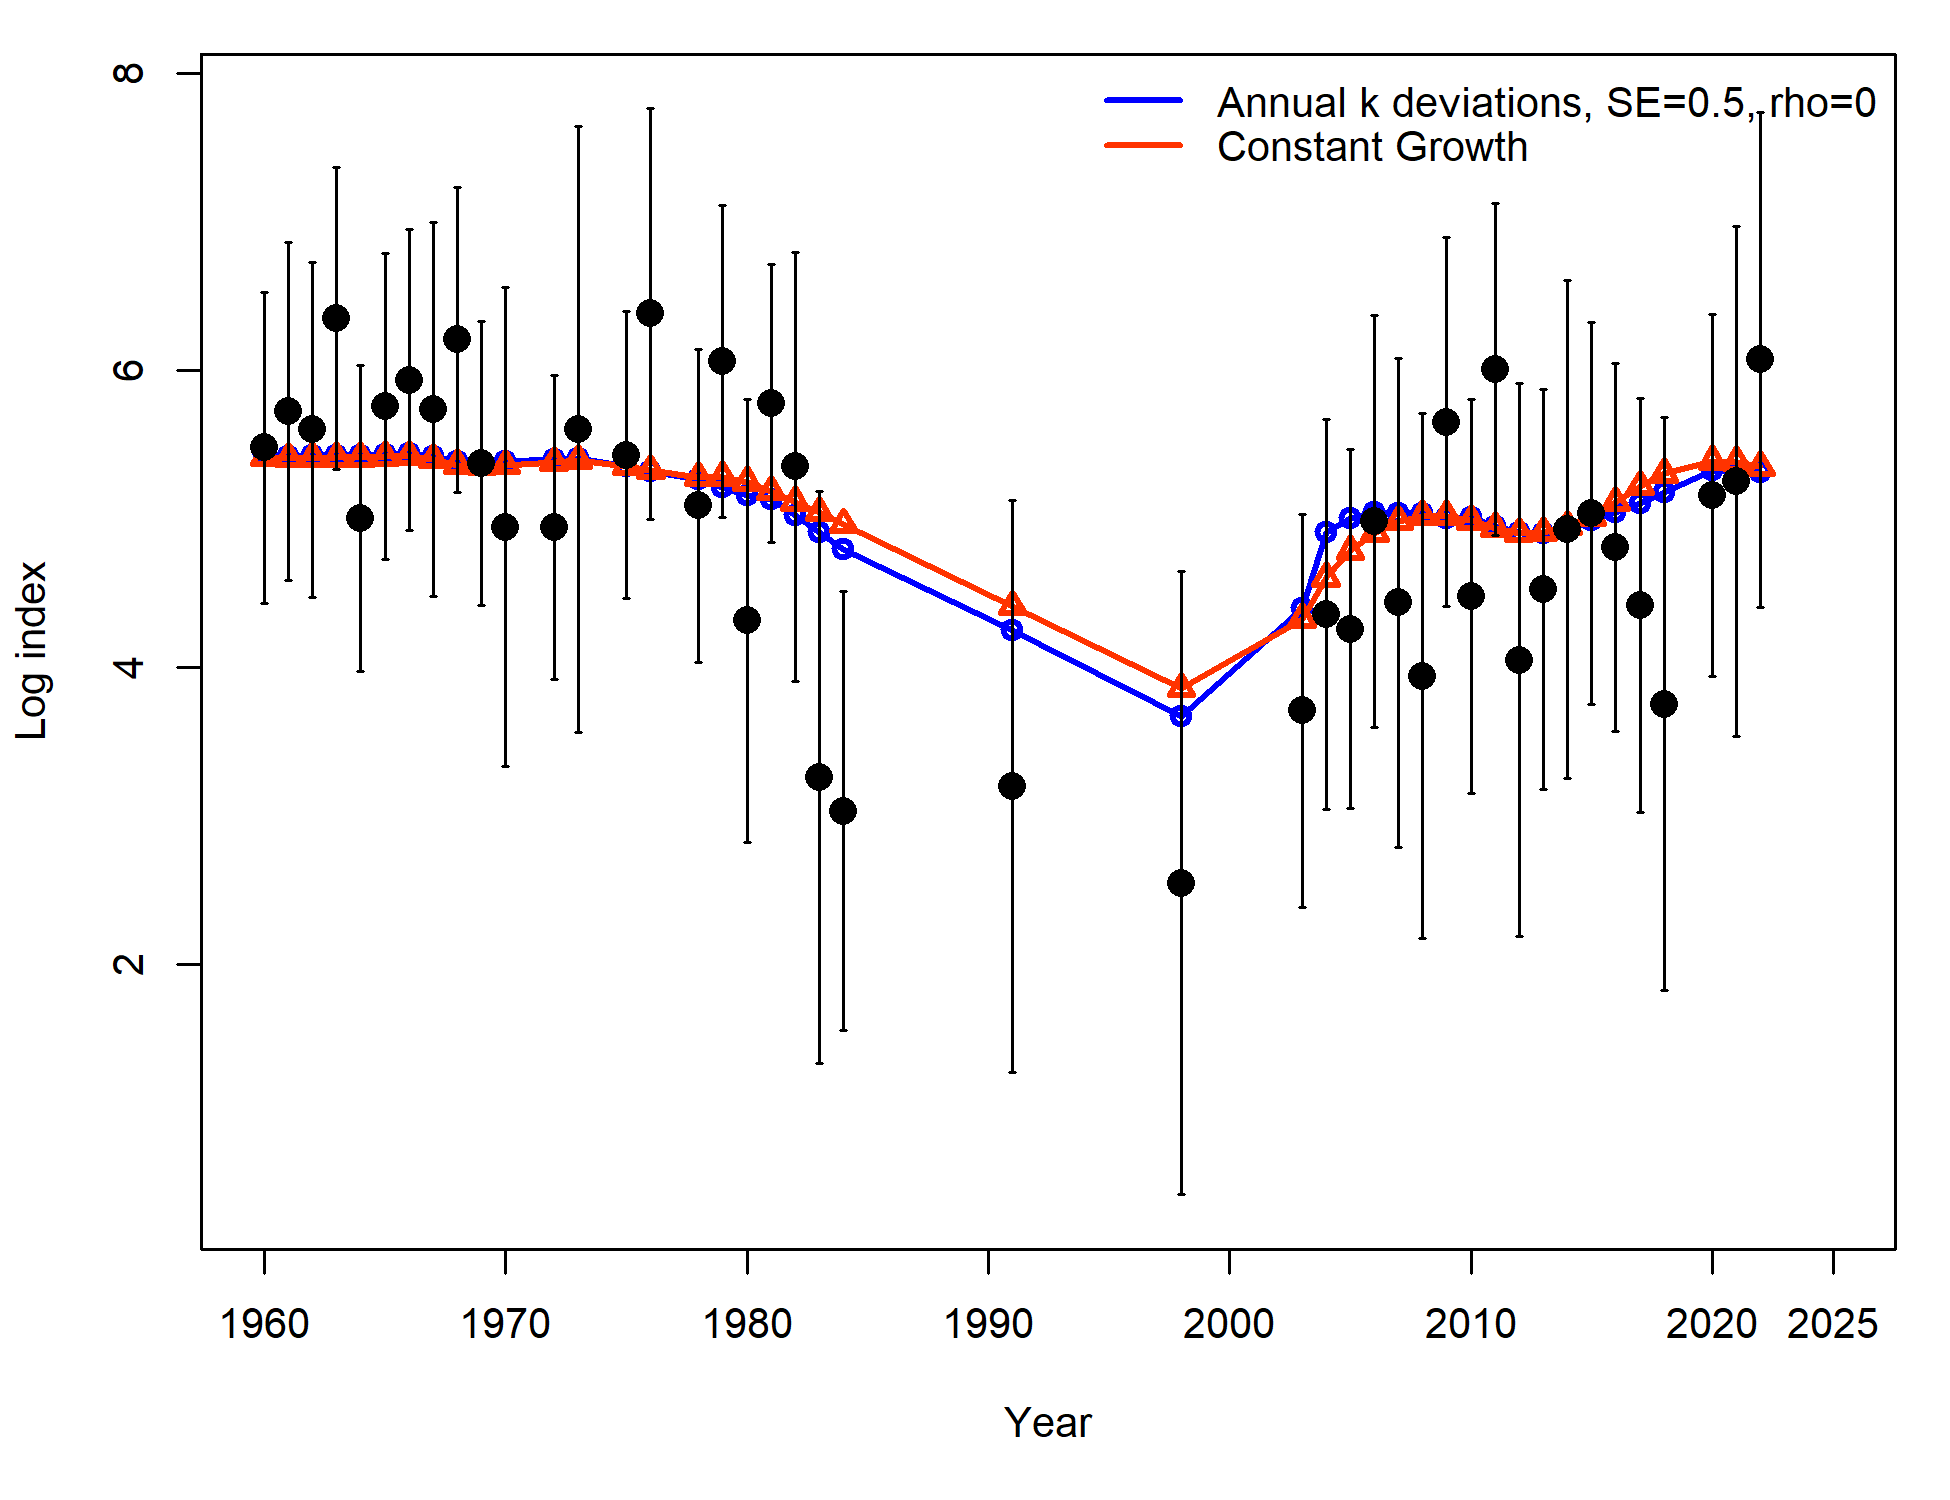 Annual k deviations, SE=0.5, rho=0
Constant Growth
8
6
4
2
Log index
1960 1970 1980 1990 2000 2010 2020 2025
Year